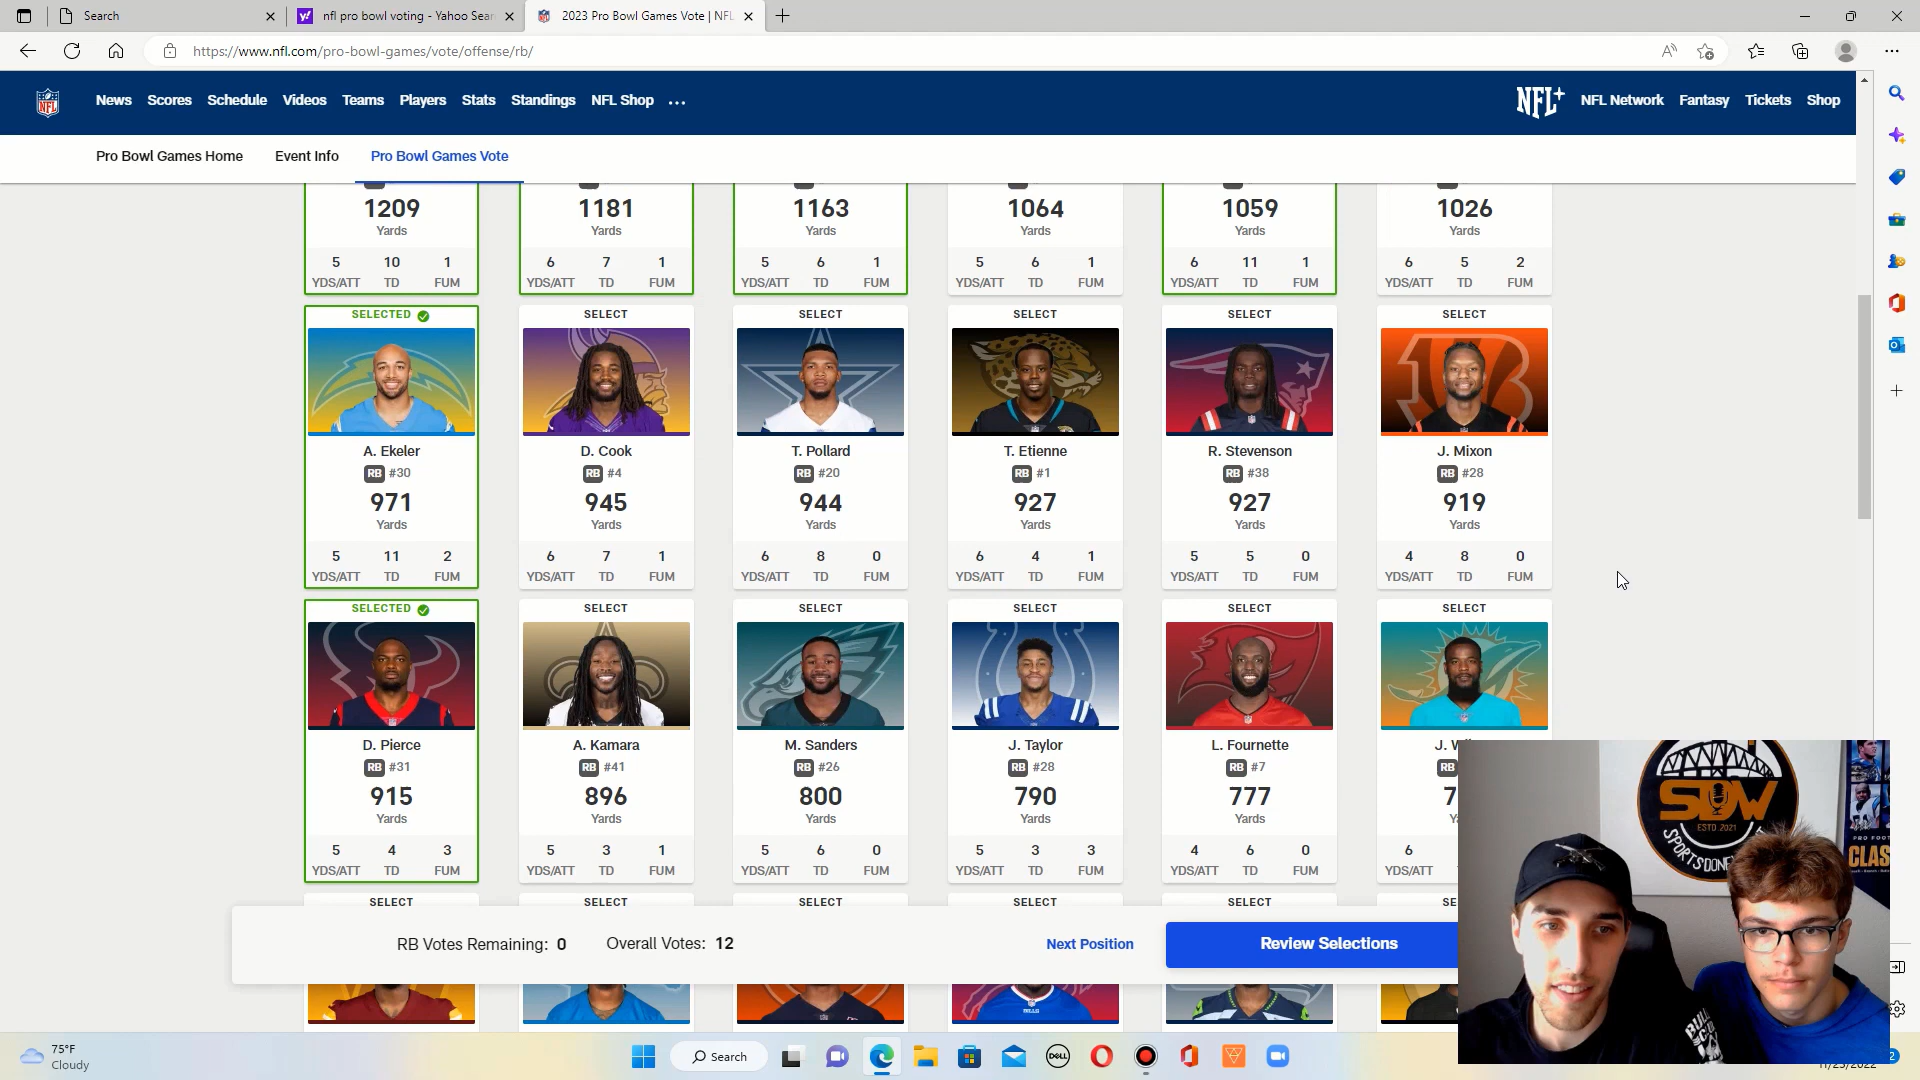 Search
nfl pro bowl voting - Yahoo Sear
2023 Pro Bowl Games Vote | NFL
https://www.nfl.com/pro-bowl-games/vote/offense/rb/
NFL
News Scores Schedule Videos Teams Players Stats Standings NFL Shop ...
NFL+ NFL Network Fantasy Tickets Shop
Pro Bowl Games Home Event Info Pro Bowl Games Vote
1209 1181 1163 1064 1059 1026
Yards Yards Yards Yards Yards Yards
5 10 1 6 7 1 5 6 1 5 6 1 6 11 1 6 5 2
YDS/ATT TD FUM YDS/ATT TD FUM YDS/ATT TD FUM YDS/ATT TD FUM YDS/ATT TD FUM YDS/ATT TD FUM
SELECTED SELECT SELECT SELECT SELECT SELECT
A. Ekeler D. Cook T. Pollard T. Etienne R. Stevenson J. Mixon
RB #30 RB #4 RB #20 RB #1 RB #38 RB #28
971 945 944 927 927 919
Yards Yards Yards Yards Yards Yards
5 11 2 6 7 1 6 8 0 6 4 1 5 5 0 4 8 0
YDS/ATT TD FUM YDS/ATT TD FUM YDS/ATT TD FUM YDS/ATT TD FUM YDS/ATT TD FUM YDS/ATT TD FUM
SELECTED SELECT SELECT SELECT SELECT SELECT
D. Pierce A. Kamara M. Sanders J. Taylor L. Fournette J.
RB #31 RB #41 RB #26 RB #28 RB #7 RB
915 896 800 790 777 7
Yards Yards Yards Yards Yards
5 4 3 5 3 1 5 6 0 5 3 3 4 6 0 6
YDS/ATT TD FUM YDS/ATT TD FUM YDS/ATT TD FUM YDS/ATT TD FUM YDS/ATT TD FUM YDS/ATT
SELECT SELECT SELECT SELECT SELECT SE
RB Votes Remaining: 0 Overall Votes: 12 Next Position Review Selections
SDW
ESTD. 2021
PRO FOO
CLAS
75°F
Cloudy
Search
DELL